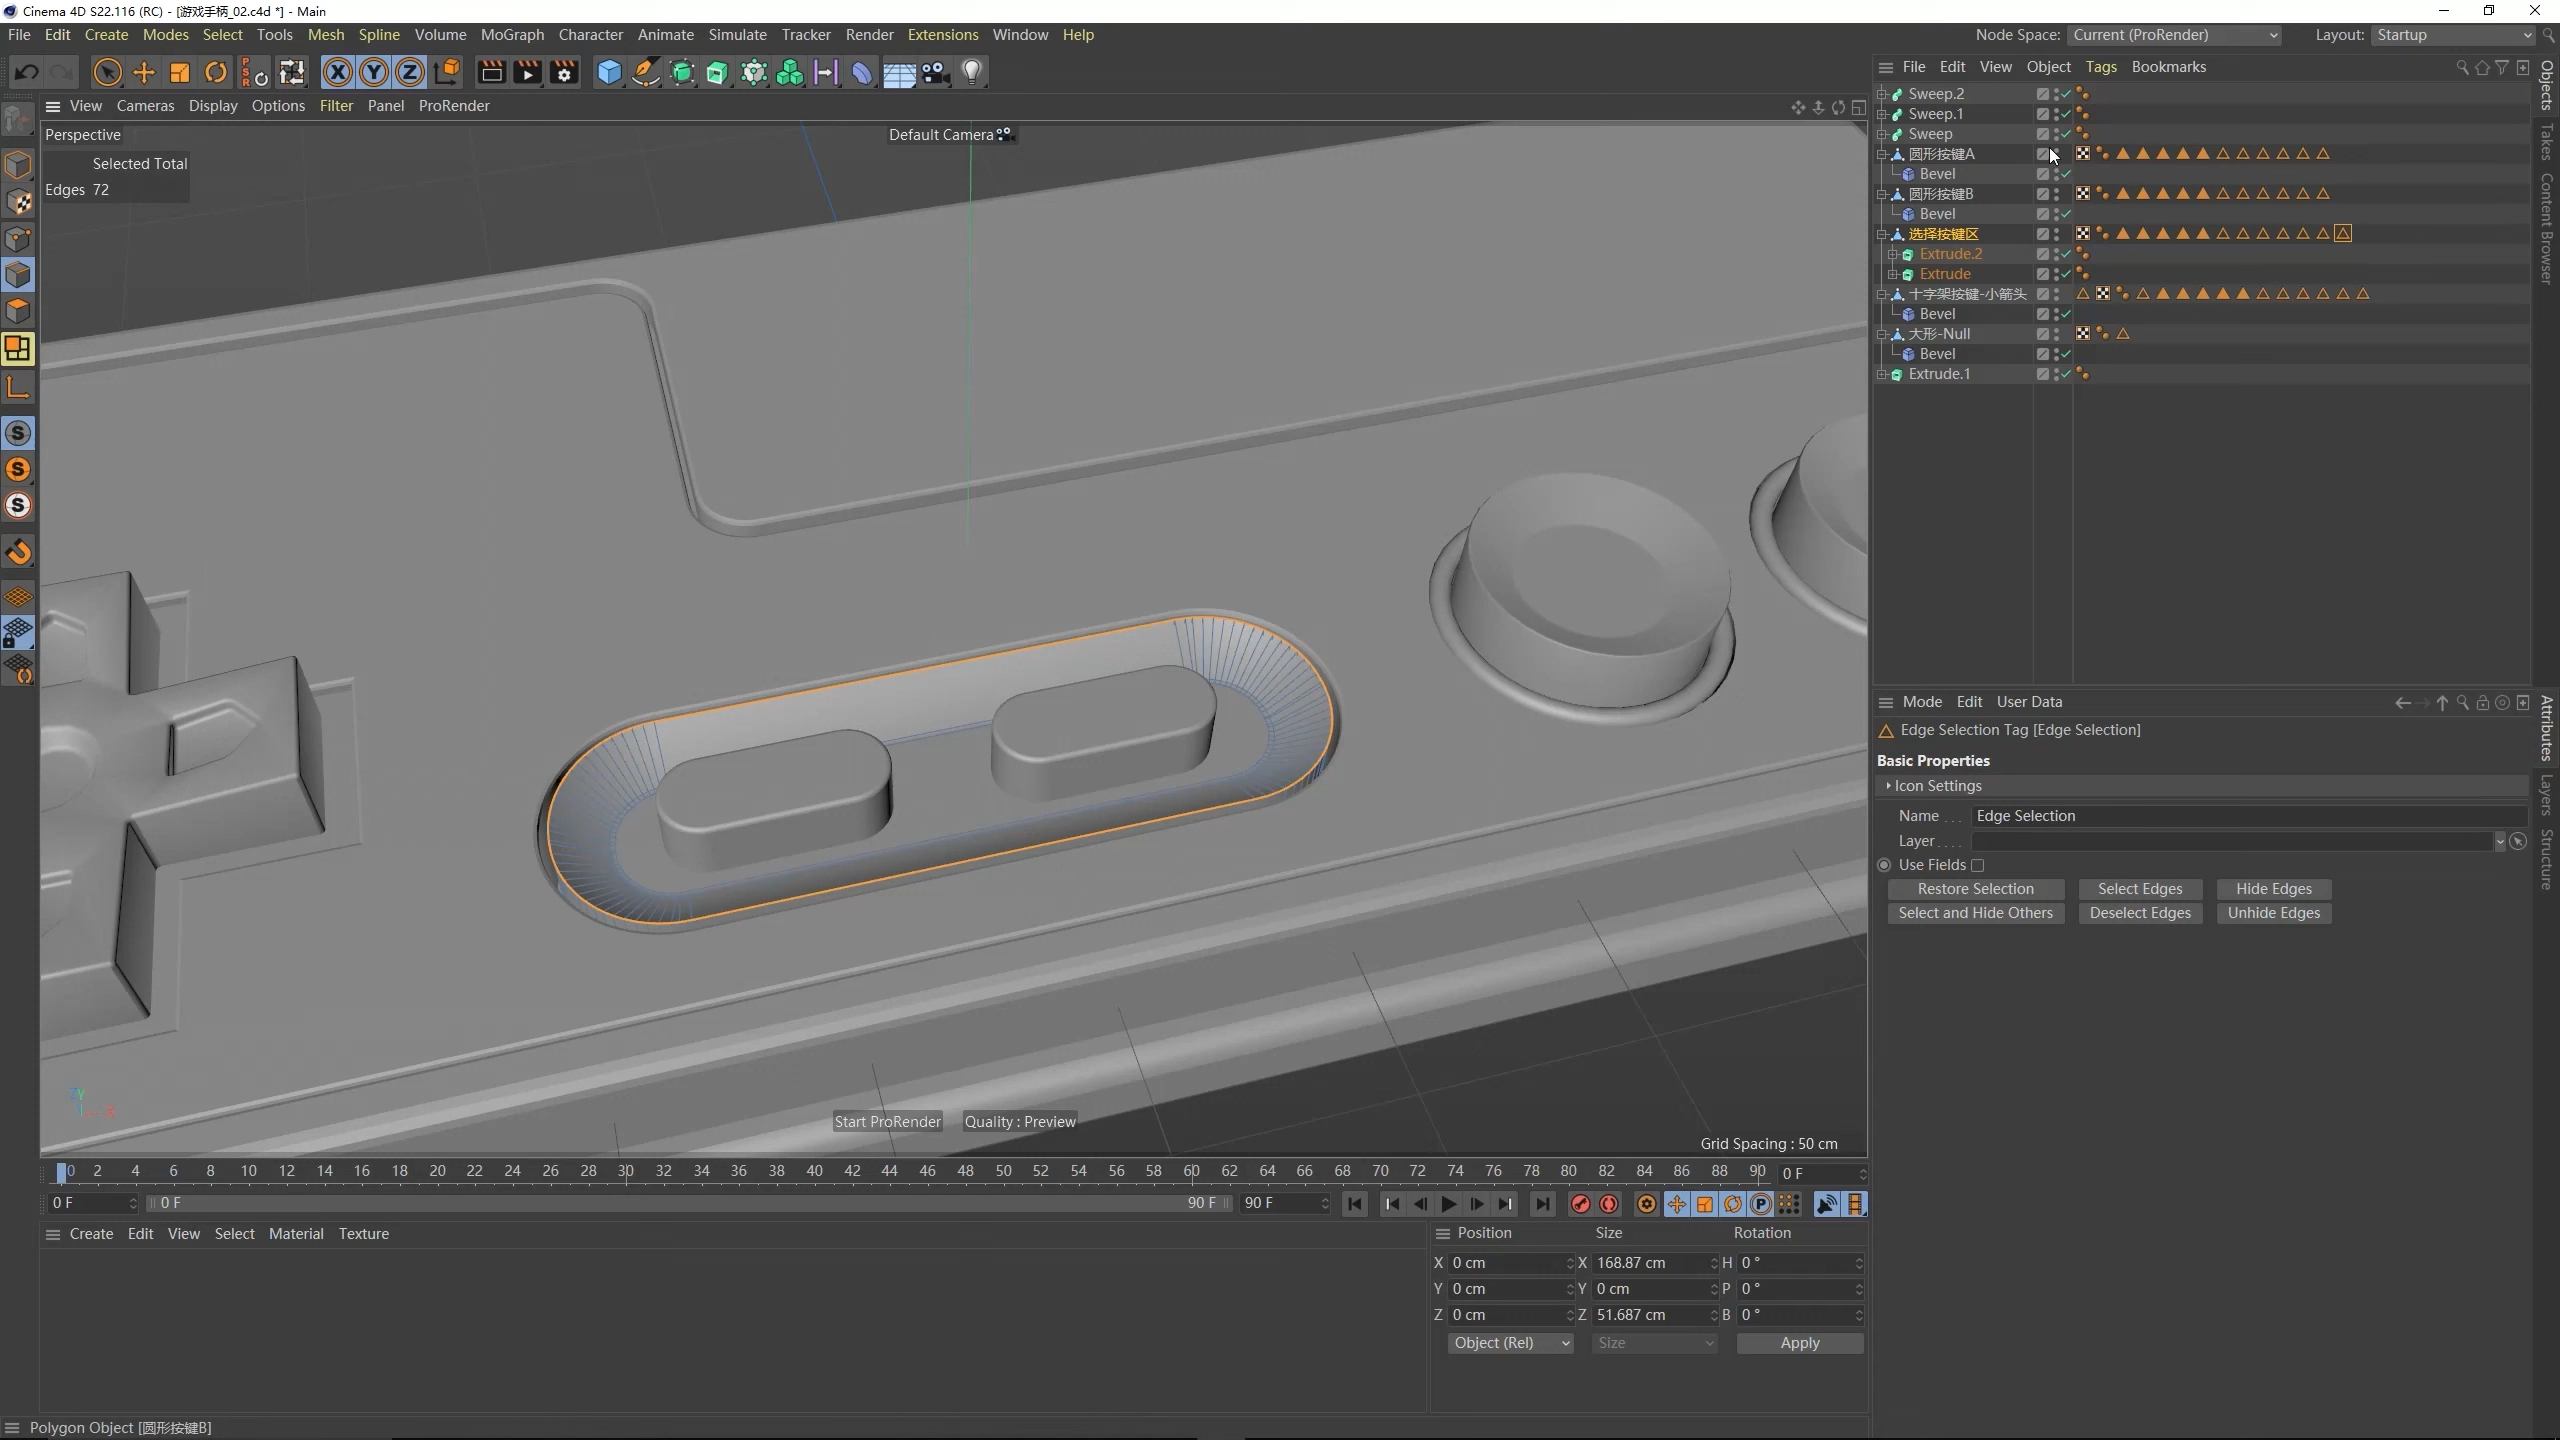 Cinema 4D S22.116 (RC) - [游戏手柄_02.c4d *] - Main
File Edit Create Modes Select Tools Mesh Spline Volume MoGraph Character Animate Simulate Tracker Render Extensions Window Help
Node Space: Current (ProRender) Layout: Startup
View Cameras Display Options Filter Panel ProRender
Perspective
Default Camera
Selected Total
Edges 72
Start ProRender
Quality : Preview
Grid Spacing : 50 cm
File Edit View Object Tags Bookmarks
Sweep.2
Sweep.1
Sweep
圆形按键A
Bevel
圆形按键B
Bevel
选择按键区
Extrude.2
Extrude
十字架按键-小箭头
Bevel
大形-Null
Bevel
Extrude.1
Objects
Takes
Content Browser
Mode Edit User Data
Edge Selection Tag [Edge Selection]
Basic Properties
Icon Settings
Name . . . Edge Selection
Layer . . . .
Use Fields
Restore Selection Select Edges Hide Edges
Select and Hide Others Deselect Edges Unhide Edges
Attributes
Layers
Structure
0 2 4 6 8 10 12 14 16 18 20 22 24 26 28 30 32 34 36 38 40 42 44 46 48 50 52 54 56 58 60 62 64 66 68 70 72 74 76 78 80 82 84 86 88 90 0 F
0 F 0 F 90 F 90 F
Create Edit View Select Material Texture
Position Size Rotation
X 0 cm X 168.87 cm H 0 °
Y 0 cm Y 0 cm P 0 °
Z 0 cm Z 51.687 cm B 0 °
Object (Rel) Size Apply
Polygon Object [圆形按键B]